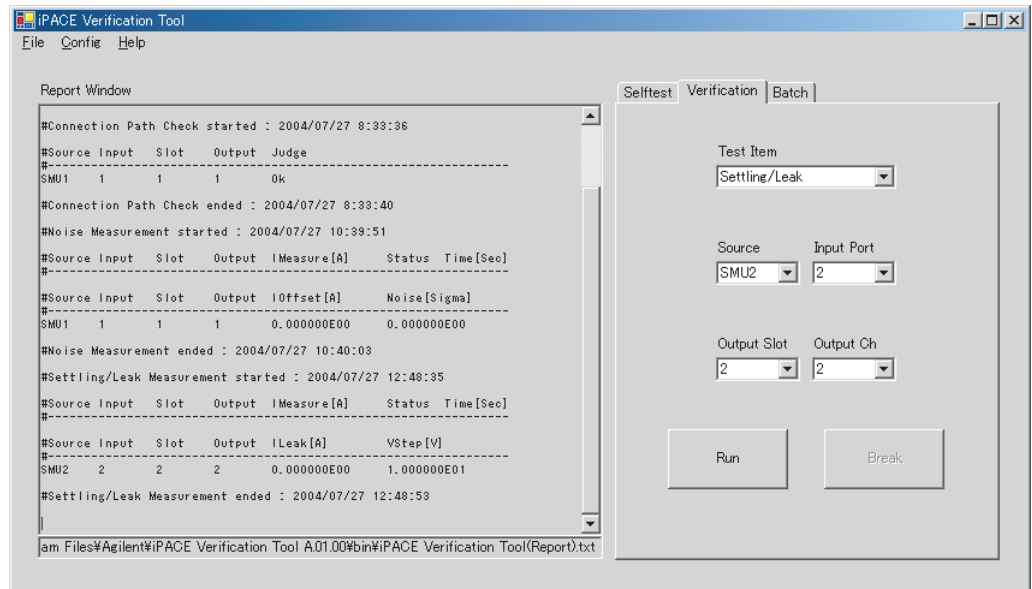 iPACE Verification Tool
File Config Help
Report Window
#Connection Path Check started : 2004/07/27 8:33:36
#Source Input Slot Output Judge
#------------------------------------------------------------
SMU1 1 1 1 Ok
#Connection Path Check ended : 2004/07/27 8:33:40
#Noise Measurement started : 2004/07/27 10:39:51
#Source Input Slot Output IMeasure[A] Status Time[Sec]
#------------------------------------------------------------
#Source Input Slot Output IOffset[A] Noise[Sigma]
#------------------------------------------------------------
SMU1 1 1 1 0.000000E00 0.000000E00
#Noise Measurement ended : 2004/07/27 10:40:03
#Settling/Leak Measurement started : 2004/07/27 12:48:35
#Source Input Slot Output IMeasure[A] Status Time[Sec]
#------------------------------------------------------------
#Source Input Slot Output ILeak[A] VStep[V]
#------------------------------------------------------------
SMU2 2 2 2 0.000000E00 1.000000E01
#Settling/Leak Measurement ended : 2004/07/27 12:48:53
am Files¥Agilent¥iPACE Verification Tool A.01.00¥bin¥iPACE Verification Tool(Report).txt
Selftest Verification Batch
Test Item
Settling/Leak
Source Input Port
SMU2 2
Output Slot Output Ch
2 2
Run Break